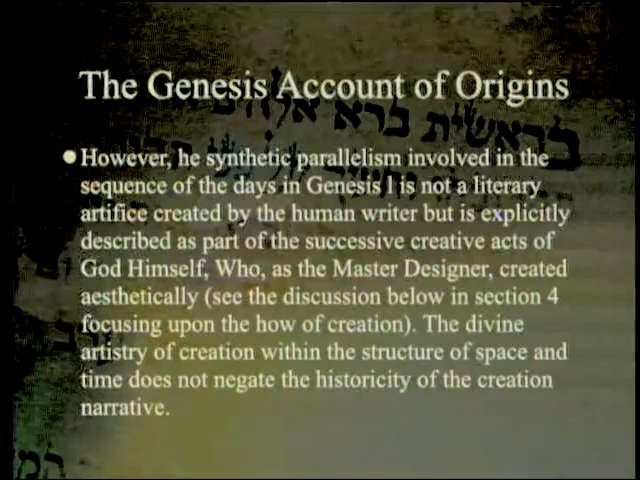 The Genesis Account of Origins
בראשית ברא אלהים
● However, he synthetic parallelism involved in the
sequence of the days in Genesis 1 is not a literary
artifice created by the human writer but is explicitly
described as part of the successive creative acts of
God Himself, Who, as the Master Designer, created
aesthetically (see the discussion below in section 4
focusing upon the how of creation). The divine
artistry of creation within the structure of space and
time does not negate the historicity of the creation
narrative.